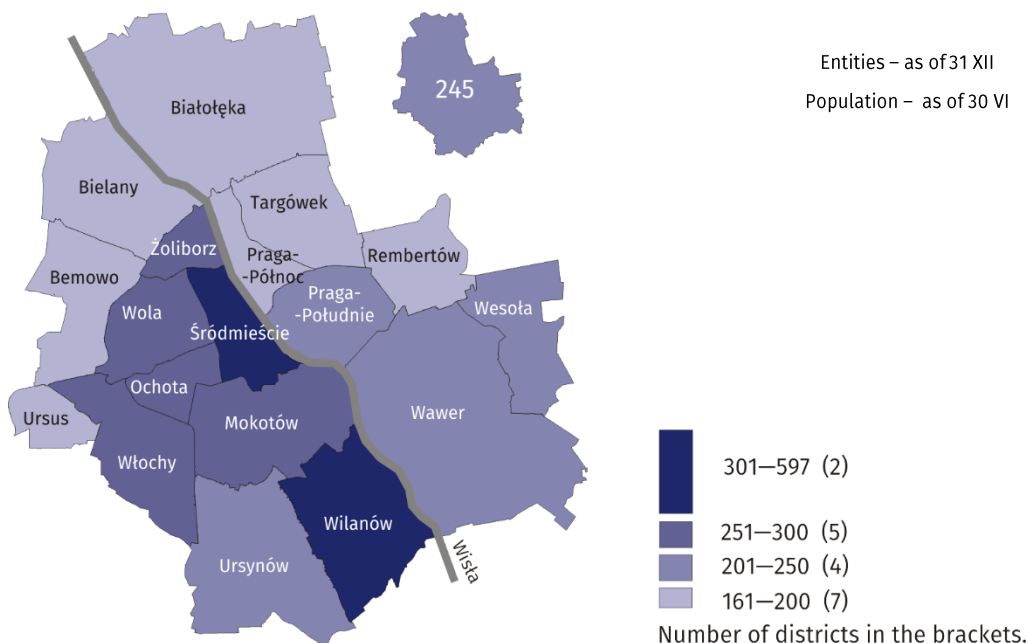 245
Entities – as of 31 XII
Population – as of 30 VI
Białołęka
Bielany
Targówek
Żoliborz
Praga-
-Północ
Rembertów
Bemowo
Wola
Śródmieście
Praga-
-Południe
Wesoła
Ochota
Ursus
Mokotów
Wawer
Włochy
Wilanów
Ursynów
Wisła
301—597 (2)
251—300 (5)
201—250 (4)
161—200 (7)
Number of districts in the brackets.